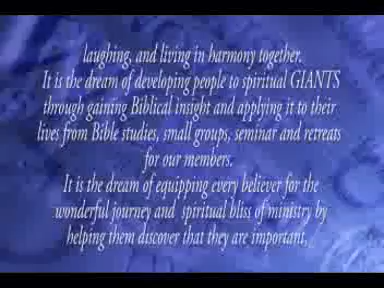 laughing, and living in harmony together.
It is the dream of developing people to spiritual GIANTS
through gaining Biblical insight and applying it to their
lives from Bible studies, small groups, seminar and retreats
for our members.
It is the dream of equipping every believer for the
wonderful journey and spiritual bliss of ministry by
helping them discover that they are important,